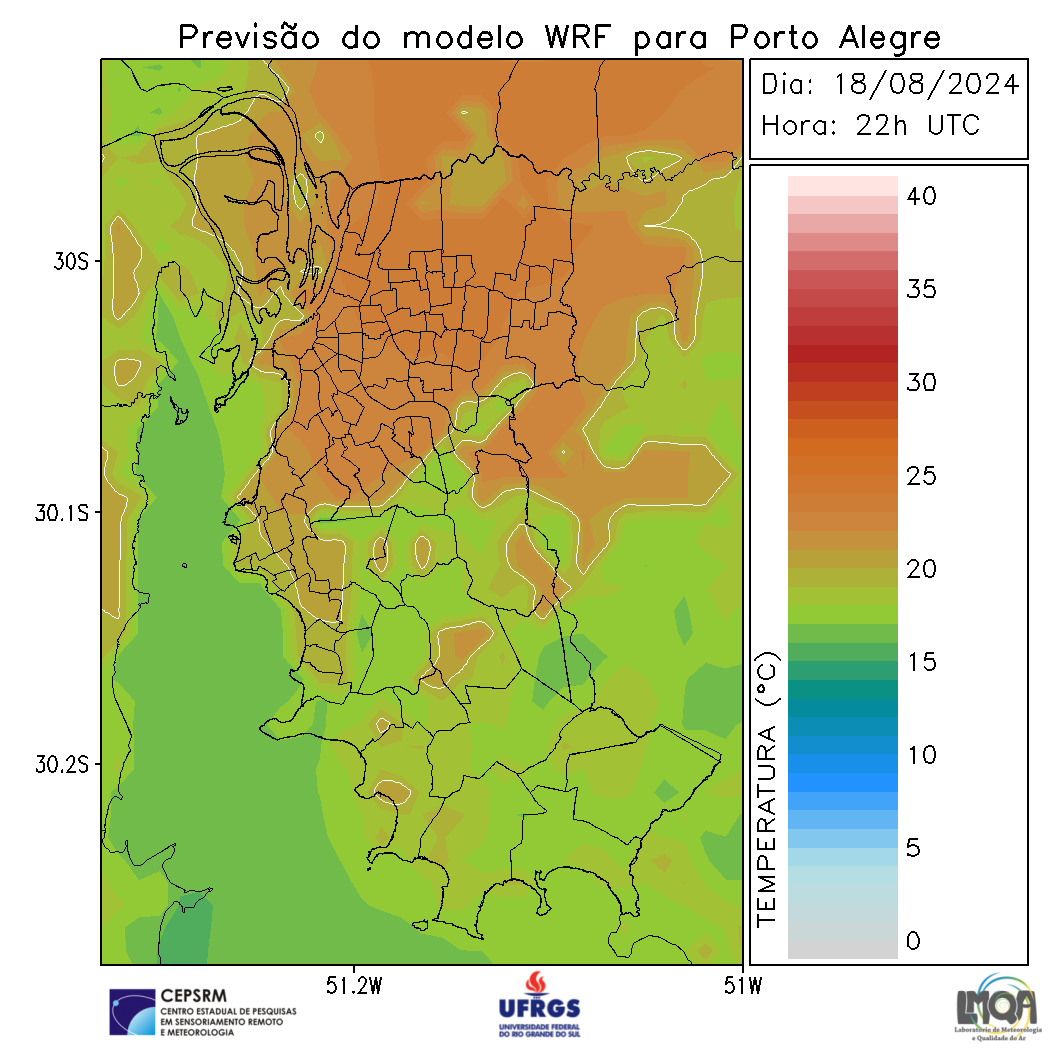 Previsão do modelo WRF para Porto Alegre
Dia: 18/08/2024
Hora: 22h UTC
40
35
30
25
20
15
10
5
0
TEMPERATURA (°C)
30S
30.1S
30.2S
51.2W
51W
CEPSRM
CENTRO ESTADUAL DE PESQUISAS
EM SENSORIAMENTO REMOTO
E METEOROLOGIA
UFRGS
UNIVERSIDADE FEDERAL
DO RIO GRANDE DO SUL
LMQA
Laboratório de Meteorologia
e Qualidade do Ar